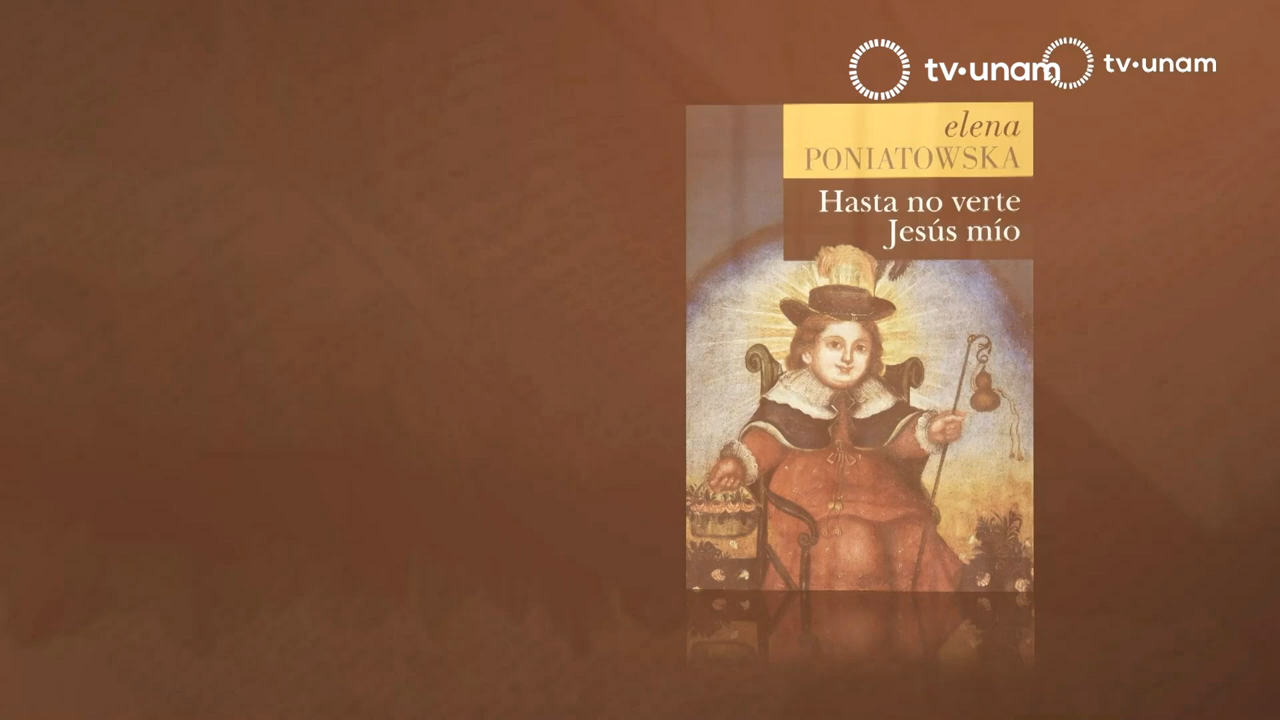 tv·unam
tv·unam
elena
PONIATOWSKA
Hasta no verte
Jesús mío